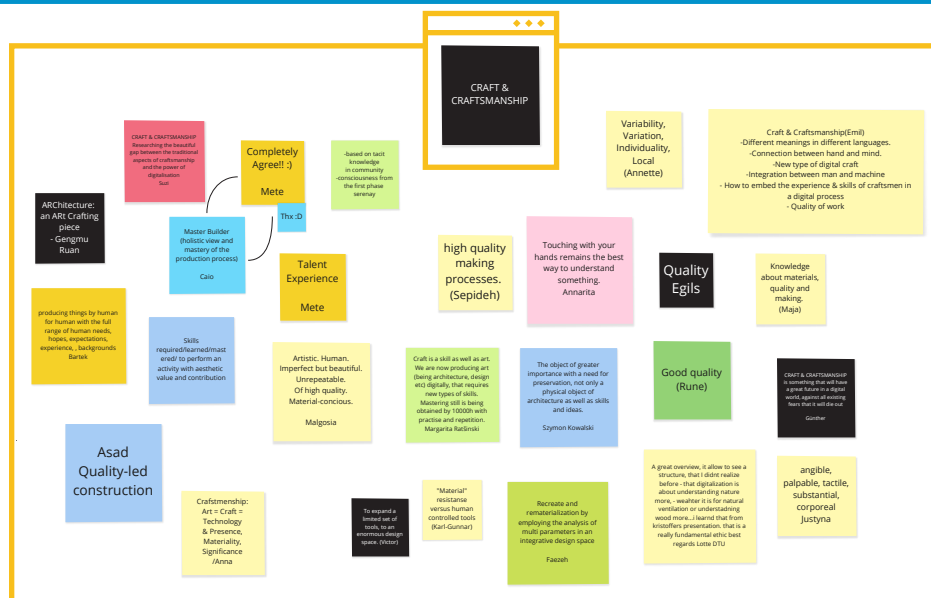 CRAFT &
CRAFTSMANSHIP
CRAFT & CRAFTSMANSHIP
Researching the beautiful
gap between the traditional
aspects of craftmanship
and the power of
digitalisation
Suzi
Completely
Agree!! :)
Mete
-based on tacit
knowledge
in community
-consciousness from
the first phase
serenay
Variability,
Variation,
Individuality,
Local
(Annette)
Craft & Craftsmanship(Emil)
-Different meanings in different languages.
-Connection between hand and mind.
-New type of digital craft
-Integration between man and machine
- How to embed the experience & skills of craftsmen in
a digital process
- Quality of work
ARChitecture:
an ARt Crafting
piece
- Gengmu
Ruan
Master Builder
(holistic view and
mastery of the
production process)
Caio
Thx :D
Talent
Experience
Mete
high quality
making
processes.
(Sepideh)
Touching with your
hands remains the best
way to understand
something.
Annarita
Quality
Egils
Knowledge
about materials,
quality and
making.
(Maja)
producing things by human
for human with the full
range of human needs,
hopes, expectations,
experience, , backgrounds
Bartek
Skills
required/learned/mast
ered/ to perform an
activity with aesthetic
value and contribution
Artistic. Human.
Imperfect but beautiful.
Unrepeatable.
Of high quality.
Material-concious.
Malgosia
Craft is a skill as well as art.
We are now producing art
(being architecture, design
etc) digitally, that requires
new types of skills.
Mastering still is being
obtained by 10000h with
practise and repetition.
Margarita Ratšinski
The object of greater
importance with a need for
preservation, not only a
physical object of
architecture as well as skills
and ideas.
Szymon Kowalski
Good quality
(Rune)
CRAFT & CRAFTSMANSHIP
is something that will have
a great future in a digital
world, against all existing
fears that it will die out
Günther
Asad
Quality-led
construction
Crafstmenship:
Art = Craft =
Technology
& Presence,
Materiality,
Significance
/Anna
To expand a
limited set of
tools, to an
enormous design
space. (Victor)
"Material"
resistanse
versus human
controlled tools
(Karl-Gunnar)
Recreate and
rematerialization by
employing the analysis of
multi parameters in an
integrative design space
Faezeh
A great overview, it allow to see a
structure, that I didnt realize
before - that digitalization is
about understanding nature
more, - weahter it is for natural
ventilation or understadning
wood more...i learnd that from
kristoffers presentation. that is a
really fundamental ethic best
regards Lotte DTU
angible,
palpable, tactile,
substantial,
corporeal
Justyna